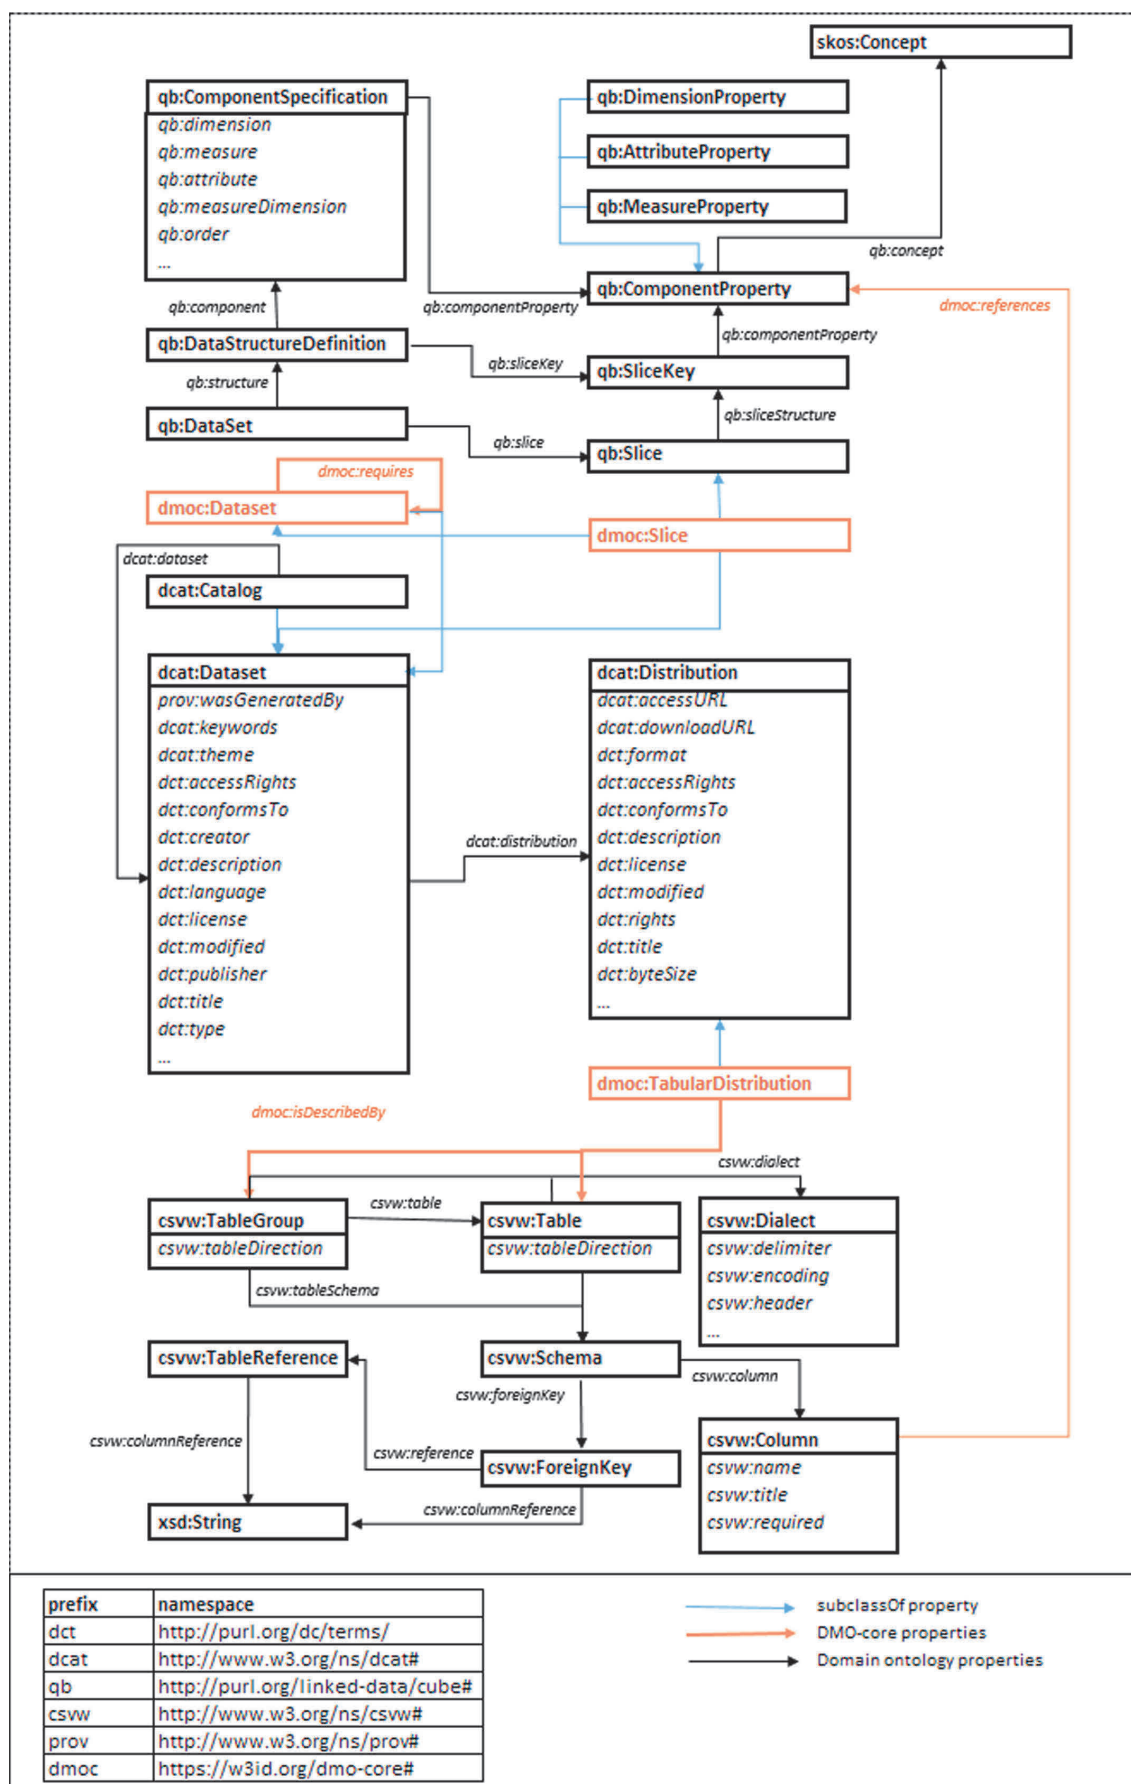 skos:Concept
qb:ComponentSpecification
qb:dimension
qb:measure
qb:attribute
qb:measureDimension
qb:order
...
qb:DimensionProperty
qb:AttributeProperty
qb:MeasureProperty
qb:concept
qb:component
qb:componentProperty
qb:ComponentProperty
dmoc:references
qb:DataStructureDefinition
qb:componentProperty
qb:sliceKey
qb:SliceKey
qb:structure
qb:DataSet
qb:slice
qb:sliceStructure
qb:Slice
dmoc:requires
dmoc:Dataset
dmoc:Slice
dcat:dataset
dcat:Catalog
dcat:Dataset
prov:wasGeneratedBy
dcat:keywords
dcat:theme
dct:accessRights
dct:conformsTo
dct:creator
dct:description
dct:language
dct:license
dct:modified
dct:publisher
dct:title
dct:type
...
dcat:distribution
dcat:Distribution
dcat:accessURL
dcat:downloadURL
dct:format
dct:accessRights
dct:conformsTo
dct:description
dct:license
dct:modified
dct:rights
dct:title
dct:byteSize
...
dmoc:TabularDistribution
dmoc:isDescribedBy
csvw:dialect
csvw:TableGroup
csvw:tableDirection
csvw:table
csvw:Table
csvw:tableDirection
csvw:Dialect
csvw:delimiter
csvw:encoding
csvw:header
...
csvw:tableSchema
csvw:TableReference
csvw:Schema
csvw:column
csvw:foreignKey
csvw:columnReference
csvw:reference
csvw:ForeignKey
csvw:Column
csvw:name
csvw:title
csvw:required
csvw:columnReference
xsd:String
prefix namespace
dct http://purl.org/dc/terms/
dcat http://www.w3.org/ns/dcat#
qb http://purl.org/linked-data/cube#
csvw http://www.w3.org/ns/csvw#
prov http://www.w3.org/ns/prov#
dmoc https://w3id.org/dmo-core#
subclassOf property
DMO-core properties
Domain ontology properties